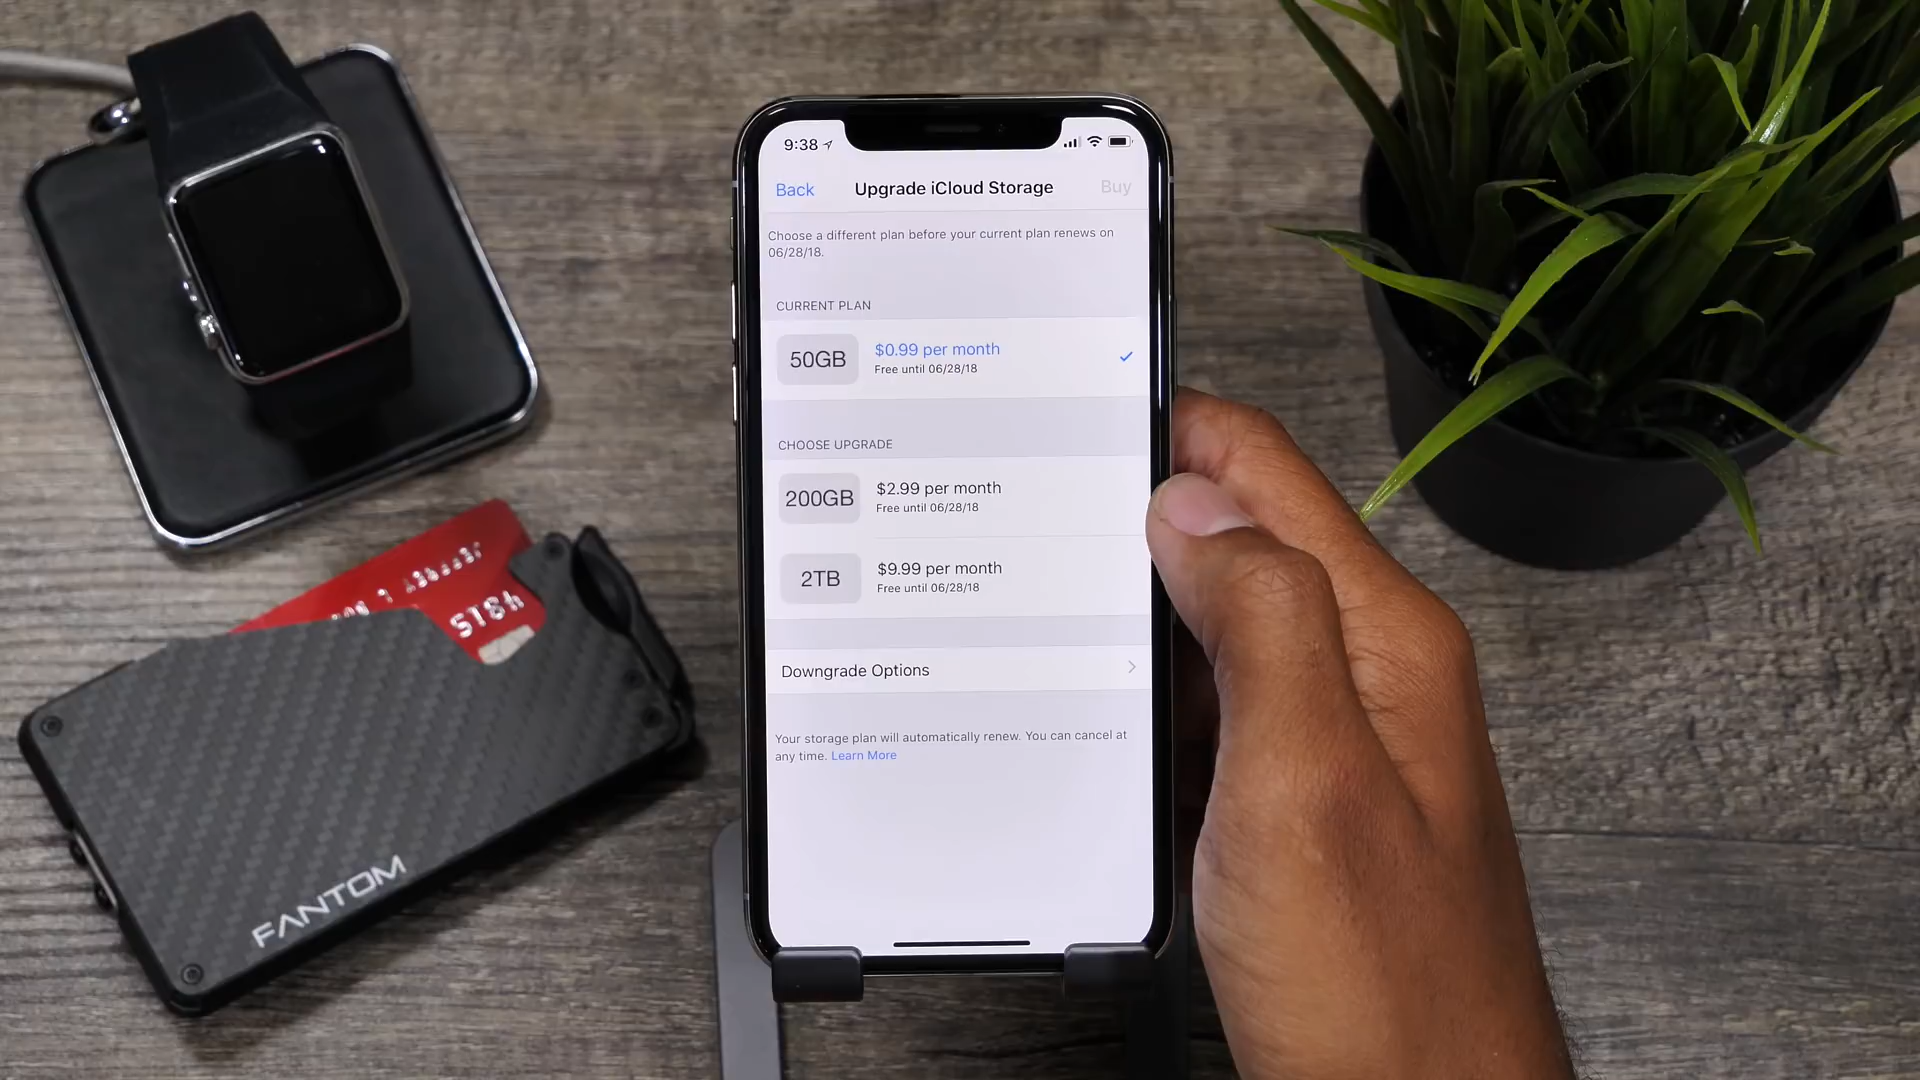 9:38
Back Upgrade iCloud Storage Buy
Choose a different plan before your current plan renews on
06/28/18.
CURRENT PLAN
50GB $0.99 per month
Free until 06/28/18
CHOOSE UPGRADE
200GB $2.99 per month
Free until 06/28/18
2TB $9.99 per month
Free until 06/28/18
Downgrade Options
Your storage plan will automatically renew. You can cancel at
any time. Learn More
FANTOM